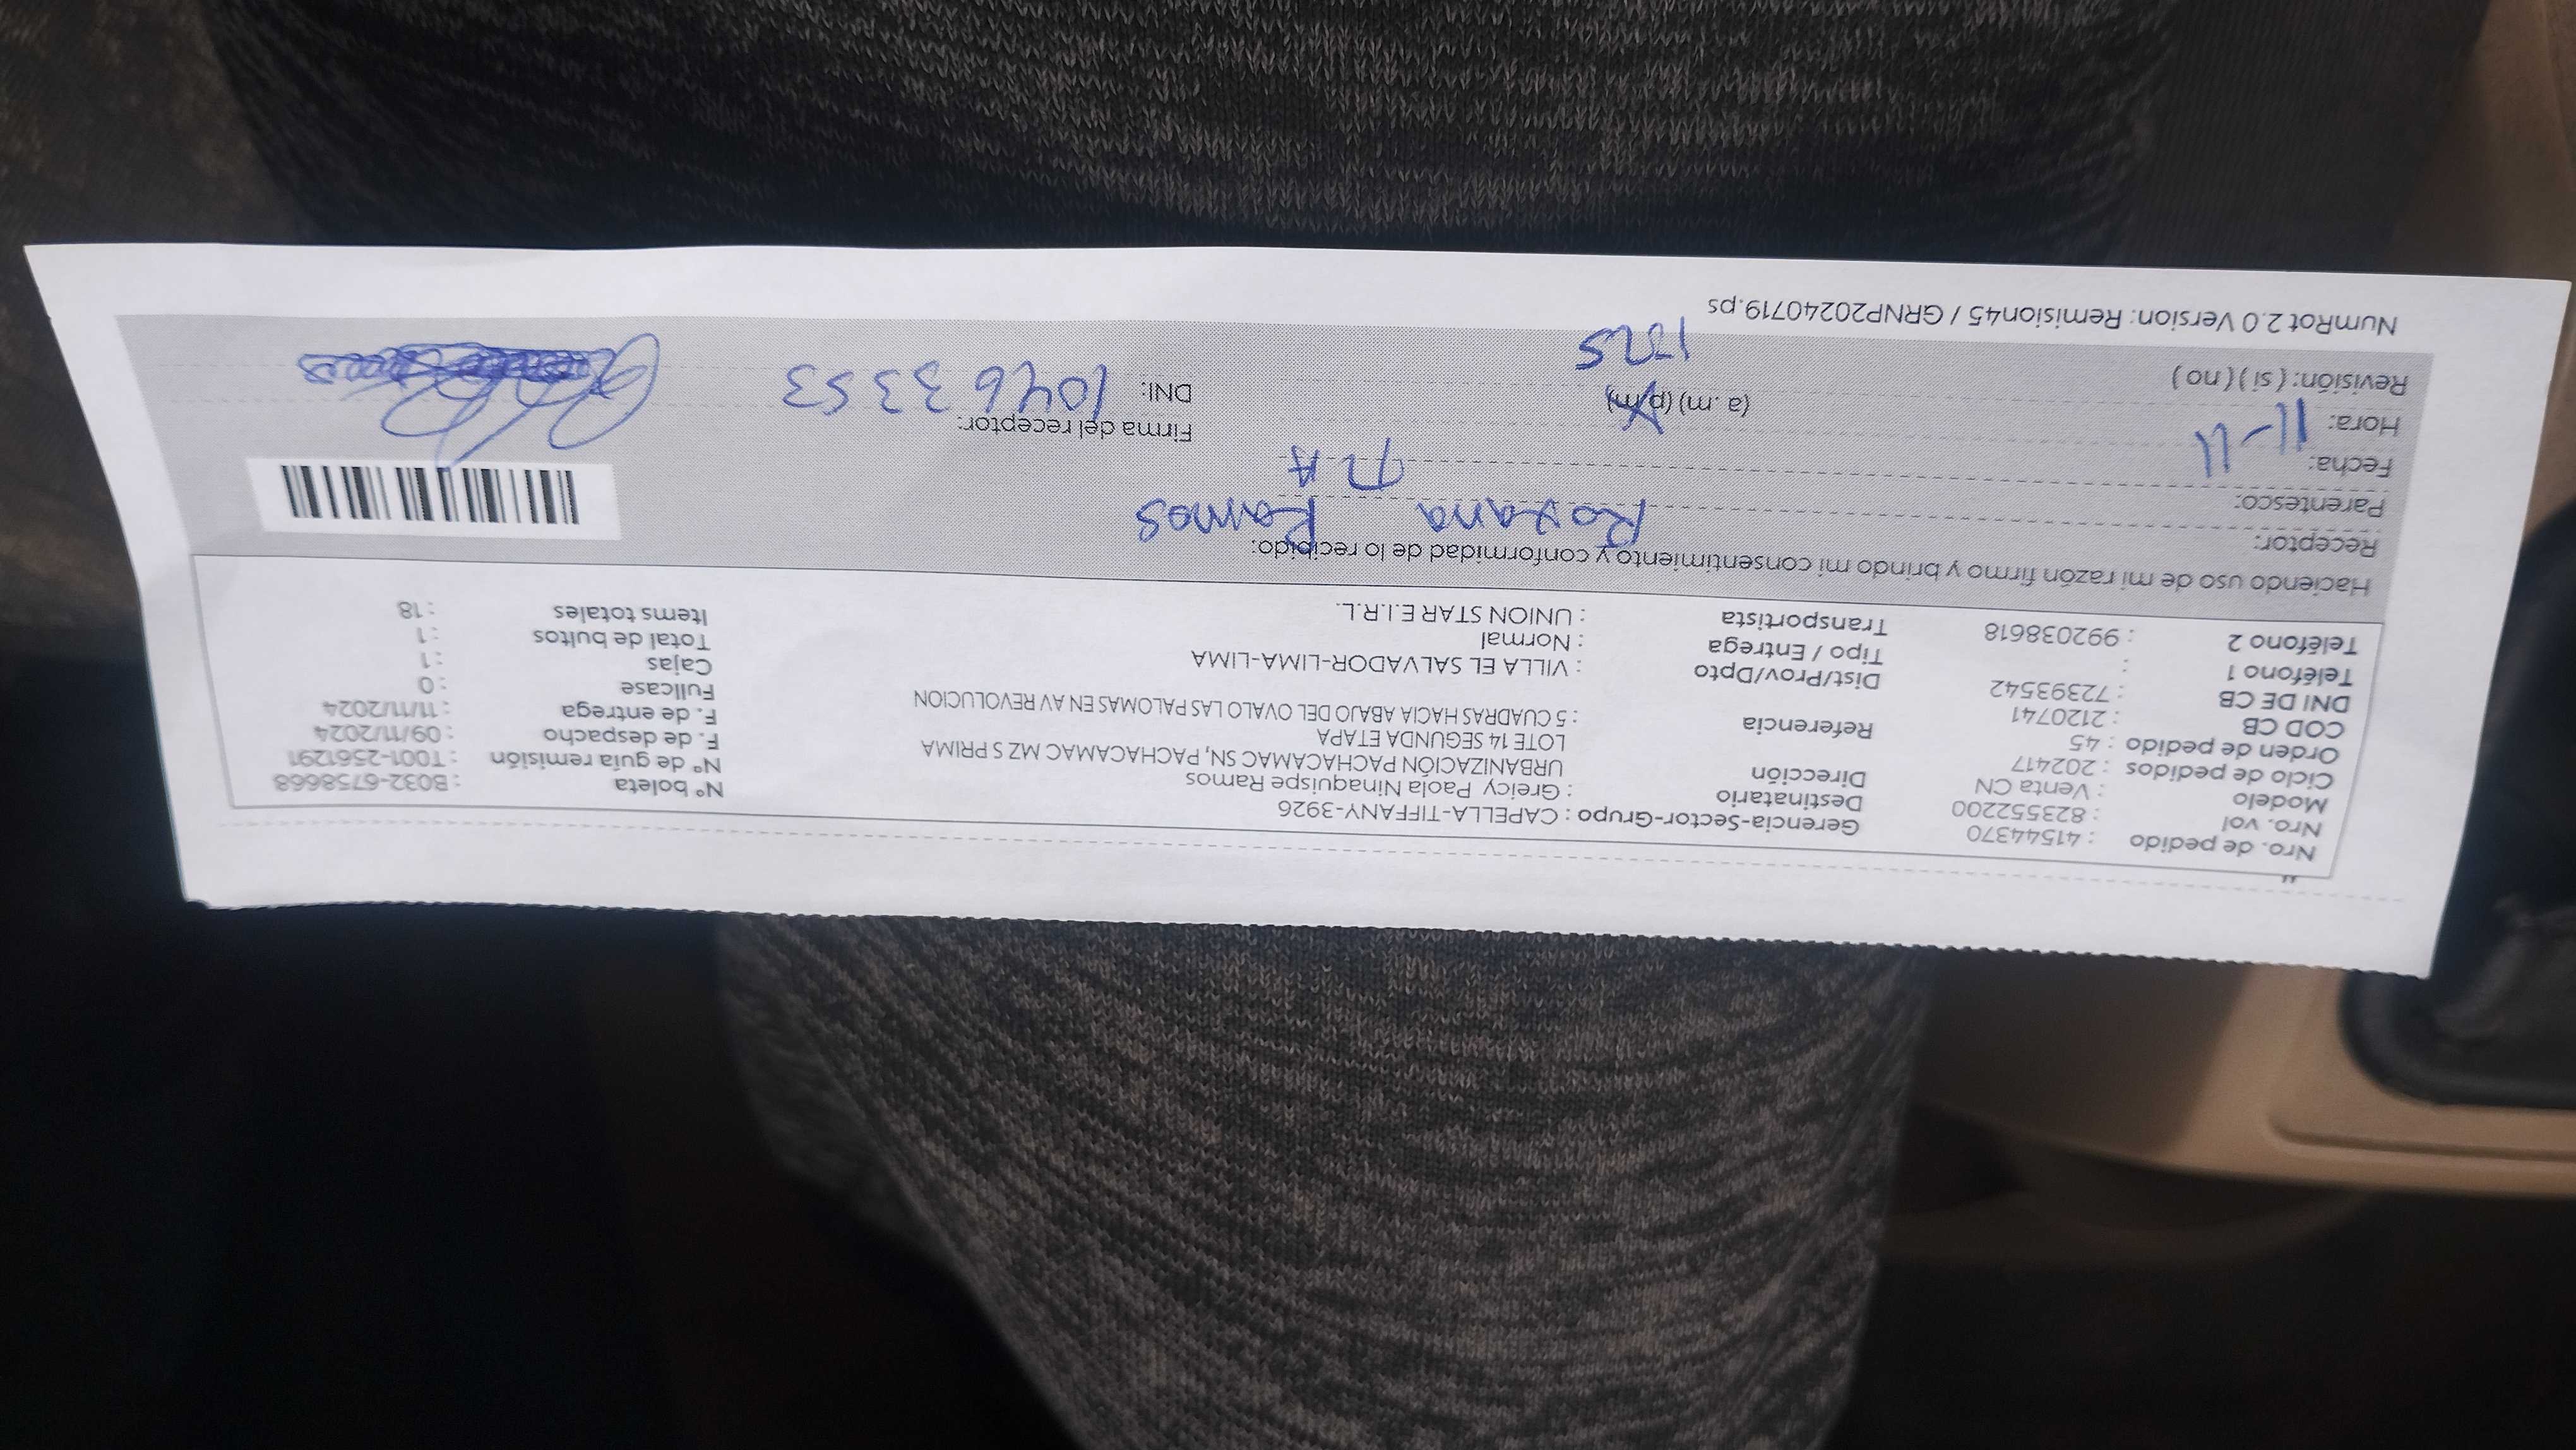 Nro. de pedido : 41544370
Nro. vol : 823552200
Modelo : Venta CN
Ciclo de pedidos : 202417
Orden de pedido : 45
COD CB : 2120741
DNI DE CB : 72393542
Teléfono 1 :
Teléfono 2 : 992038618
Gerencia-Sector-Grupo : CAPELLA-TIFFANY-3926
Destinatario : Greicy Paola Ninaquispe Ramos
Dirección URBANIZACIÓN PACHACAMAC SN, PACHACAMAC MZ S PRIMA
LOTE 14 SEGUNDA ETAPA
Referencia : 5 CUADRAS HACIA ABAJO DEL OVALO LAS PALOMAS EN AV REVOLUCION
Dist/Prov/Dpto : VILLA EL SALVADOR-LIMA-LIMA
Tipo / Entrega : Normal
Transportista : UNION STAR E.I.R.L.
N° boleta : B032-6758668
N° de guía remisión : T001-2561291
F. de despacho : 09/11/2024
F. de entrega : 11/11/2024
Fullcase : 0
Cajas : 1
Total de bultos : 1
Items totales : 18
Haciendo uso de mi razón firmo y brindo mi consentimiento y conformidad de lo recibido:
Receptor: Roxana Ramos
Parentesco:
Fecha: 11-11
Hora: (a. m) (p.m)
Revisión: ( si ) ( no )
Firma del receptor:
DNI: 10463353
NumRot 2.0 Version: Remision45 / GRNP20240719.ps